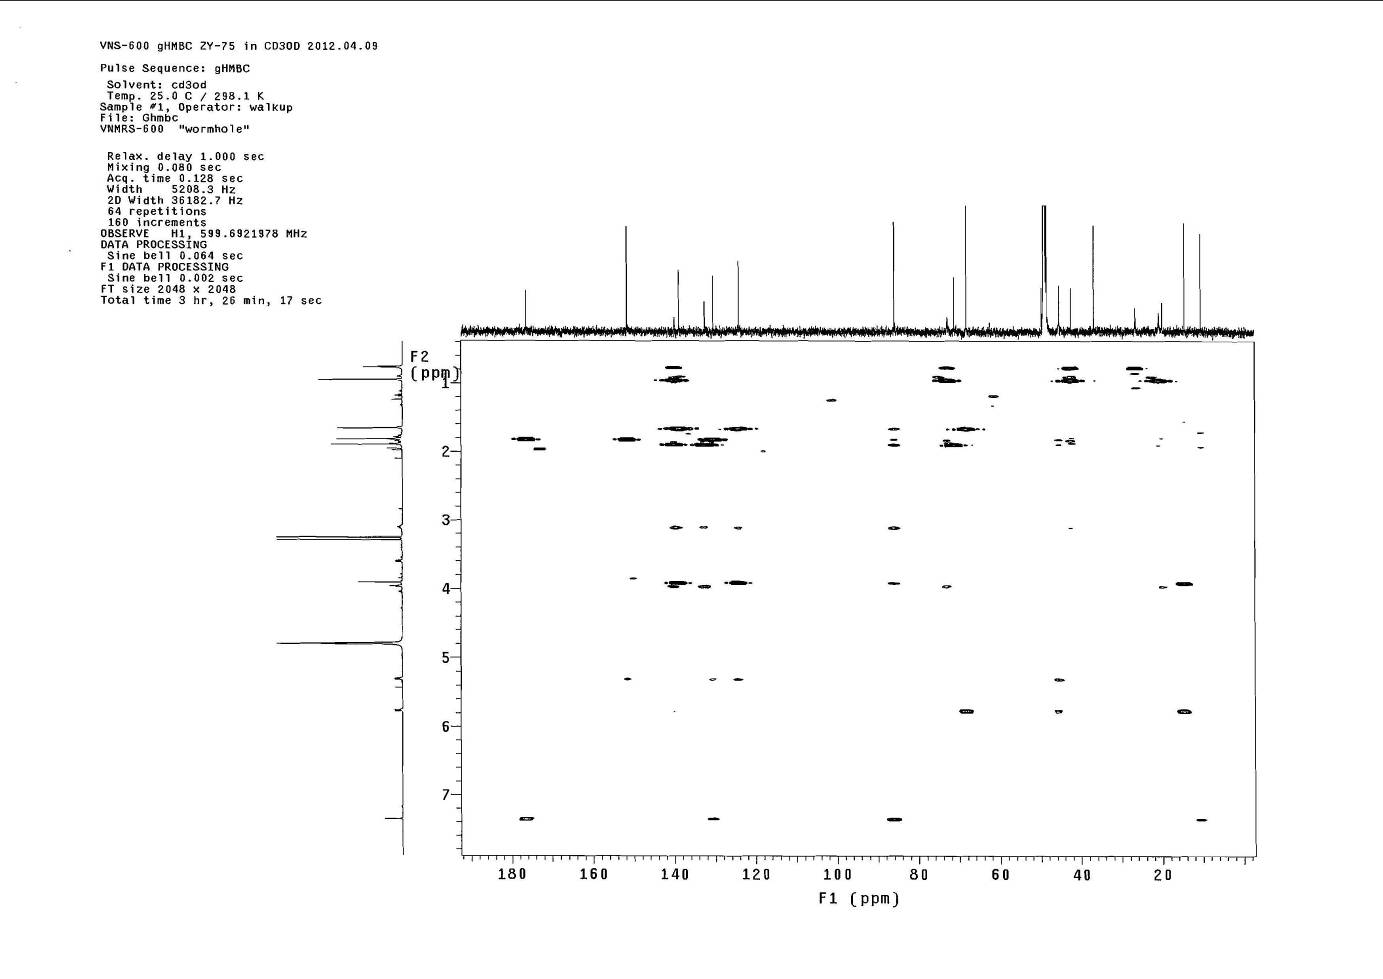 VNS-600 gHMBC ZY-75 in CD3OD 2012.04.09
Pulse Sequence: gHMBC
Solvent: cd3od
Temp. 25.0 C / 298.1 K
Sample #1, Operator: walkup
File: Ghmbc
VNMRS-600 "wormhole"
Relax. delay 1.000 sec
Mixing 0.080 sec
Acq. time 0.128 sec
Width 5208.3 Hz
2D Width 36182.7 Hz
64 repetitions
160 increments
OBSERVE H1, 599.6921978 MHz
DATA PROCESSING
Sine bell 0.064 sec
F1 DATA PROCESSING
Sine bell 0.002 sec
FT size 2048 x 2048
Total time 3 hr, 26 min, 17 sec
F2
(ppm)
1
2
3
4
5
6
7
180 160 140 120 100 80 60 40 20
F1 (ppm)